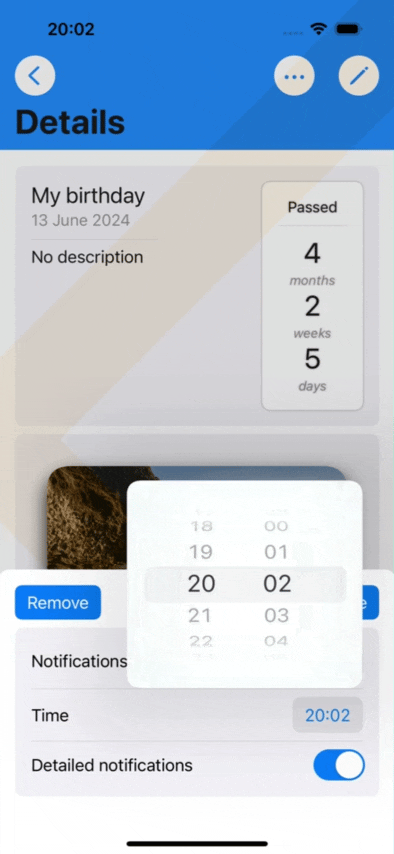 20:02
Details
My birthday
13 June 2024
No description
Passed
4
months
2
weeks
5
days
18 00
19 01
20 02
21 03
22 04
Remove
Notifications
Time
20:02
Detailed notifications